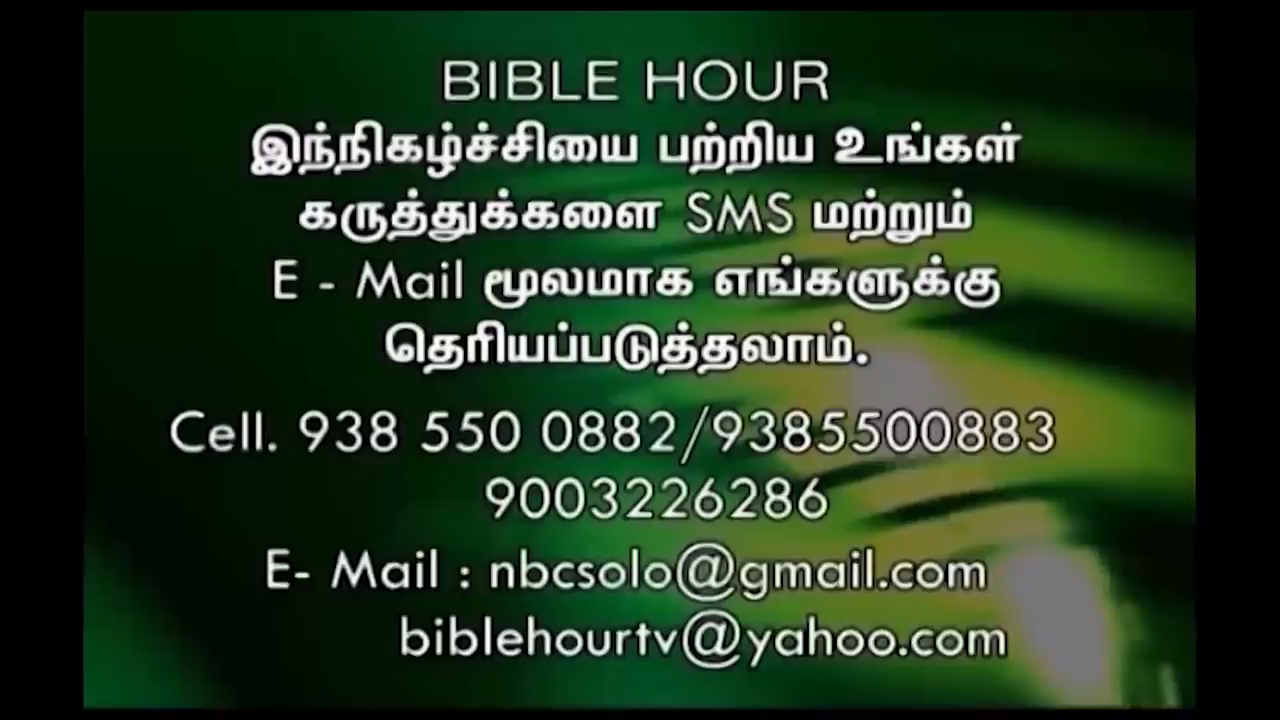 BIBLE HOUR
இந்நிகழ்ச்சியை பற்றிய உங்கள்
கருத்துக்களை SMS மற்றும்
E - Mail மூலமாக எங்களுக்கு
தெரியப்படுத்தலாம்.
Cell. 938 550 0882/9385500883
9003226286
E- Mail : nbcsolo@gmail.com
biblehourtv@yahoo.com